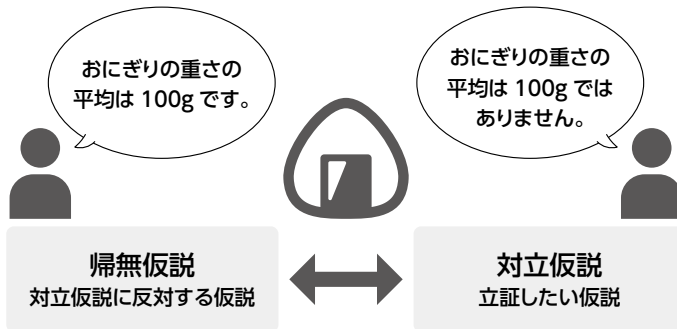 おにぎりの重さの
平均は 100g です。
おにぎりの重さの
平均は 100g では
ありません。
帰無仮説
対立仮説に反対する仮説
対立仮説
立証したい仮説